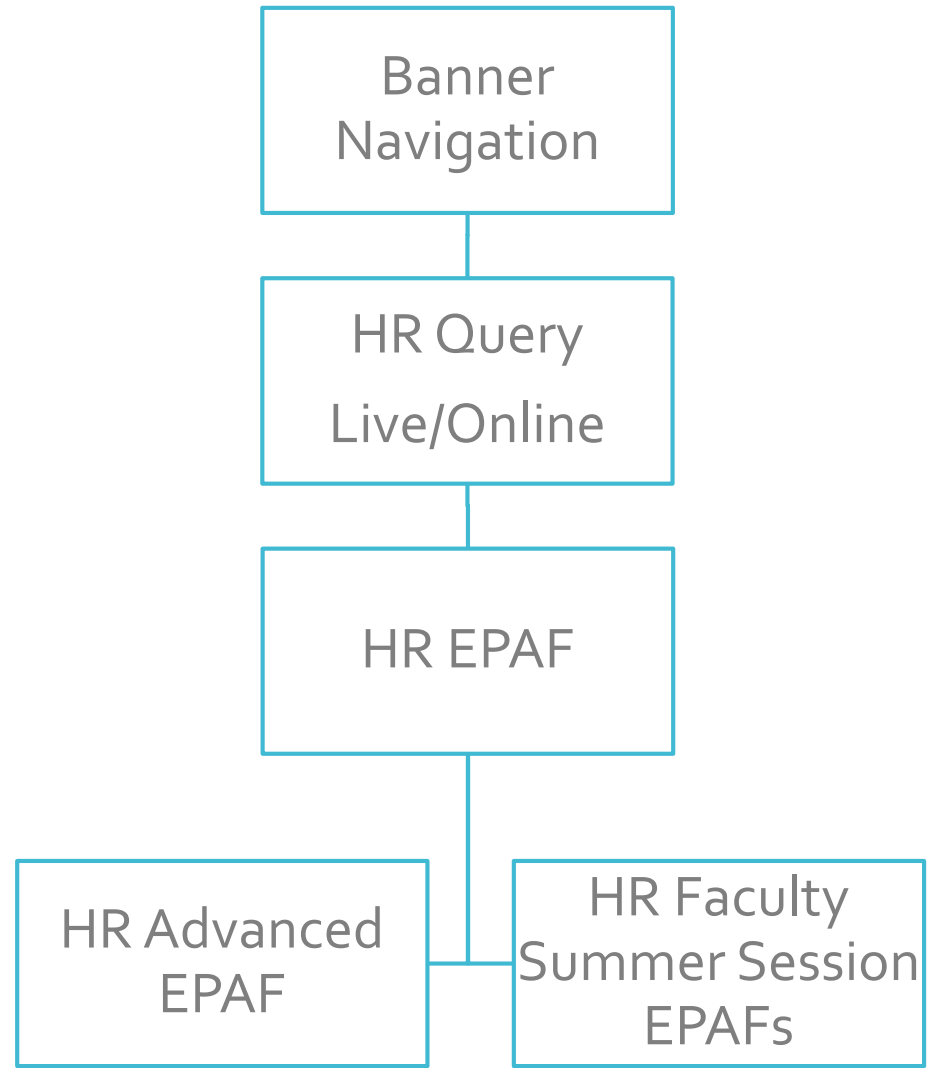 Banner
Navigation
HR Query
Live/Online
HR EPAF
HR Advanced
EPAF
HR Faculty
Summer Session
EPAFs